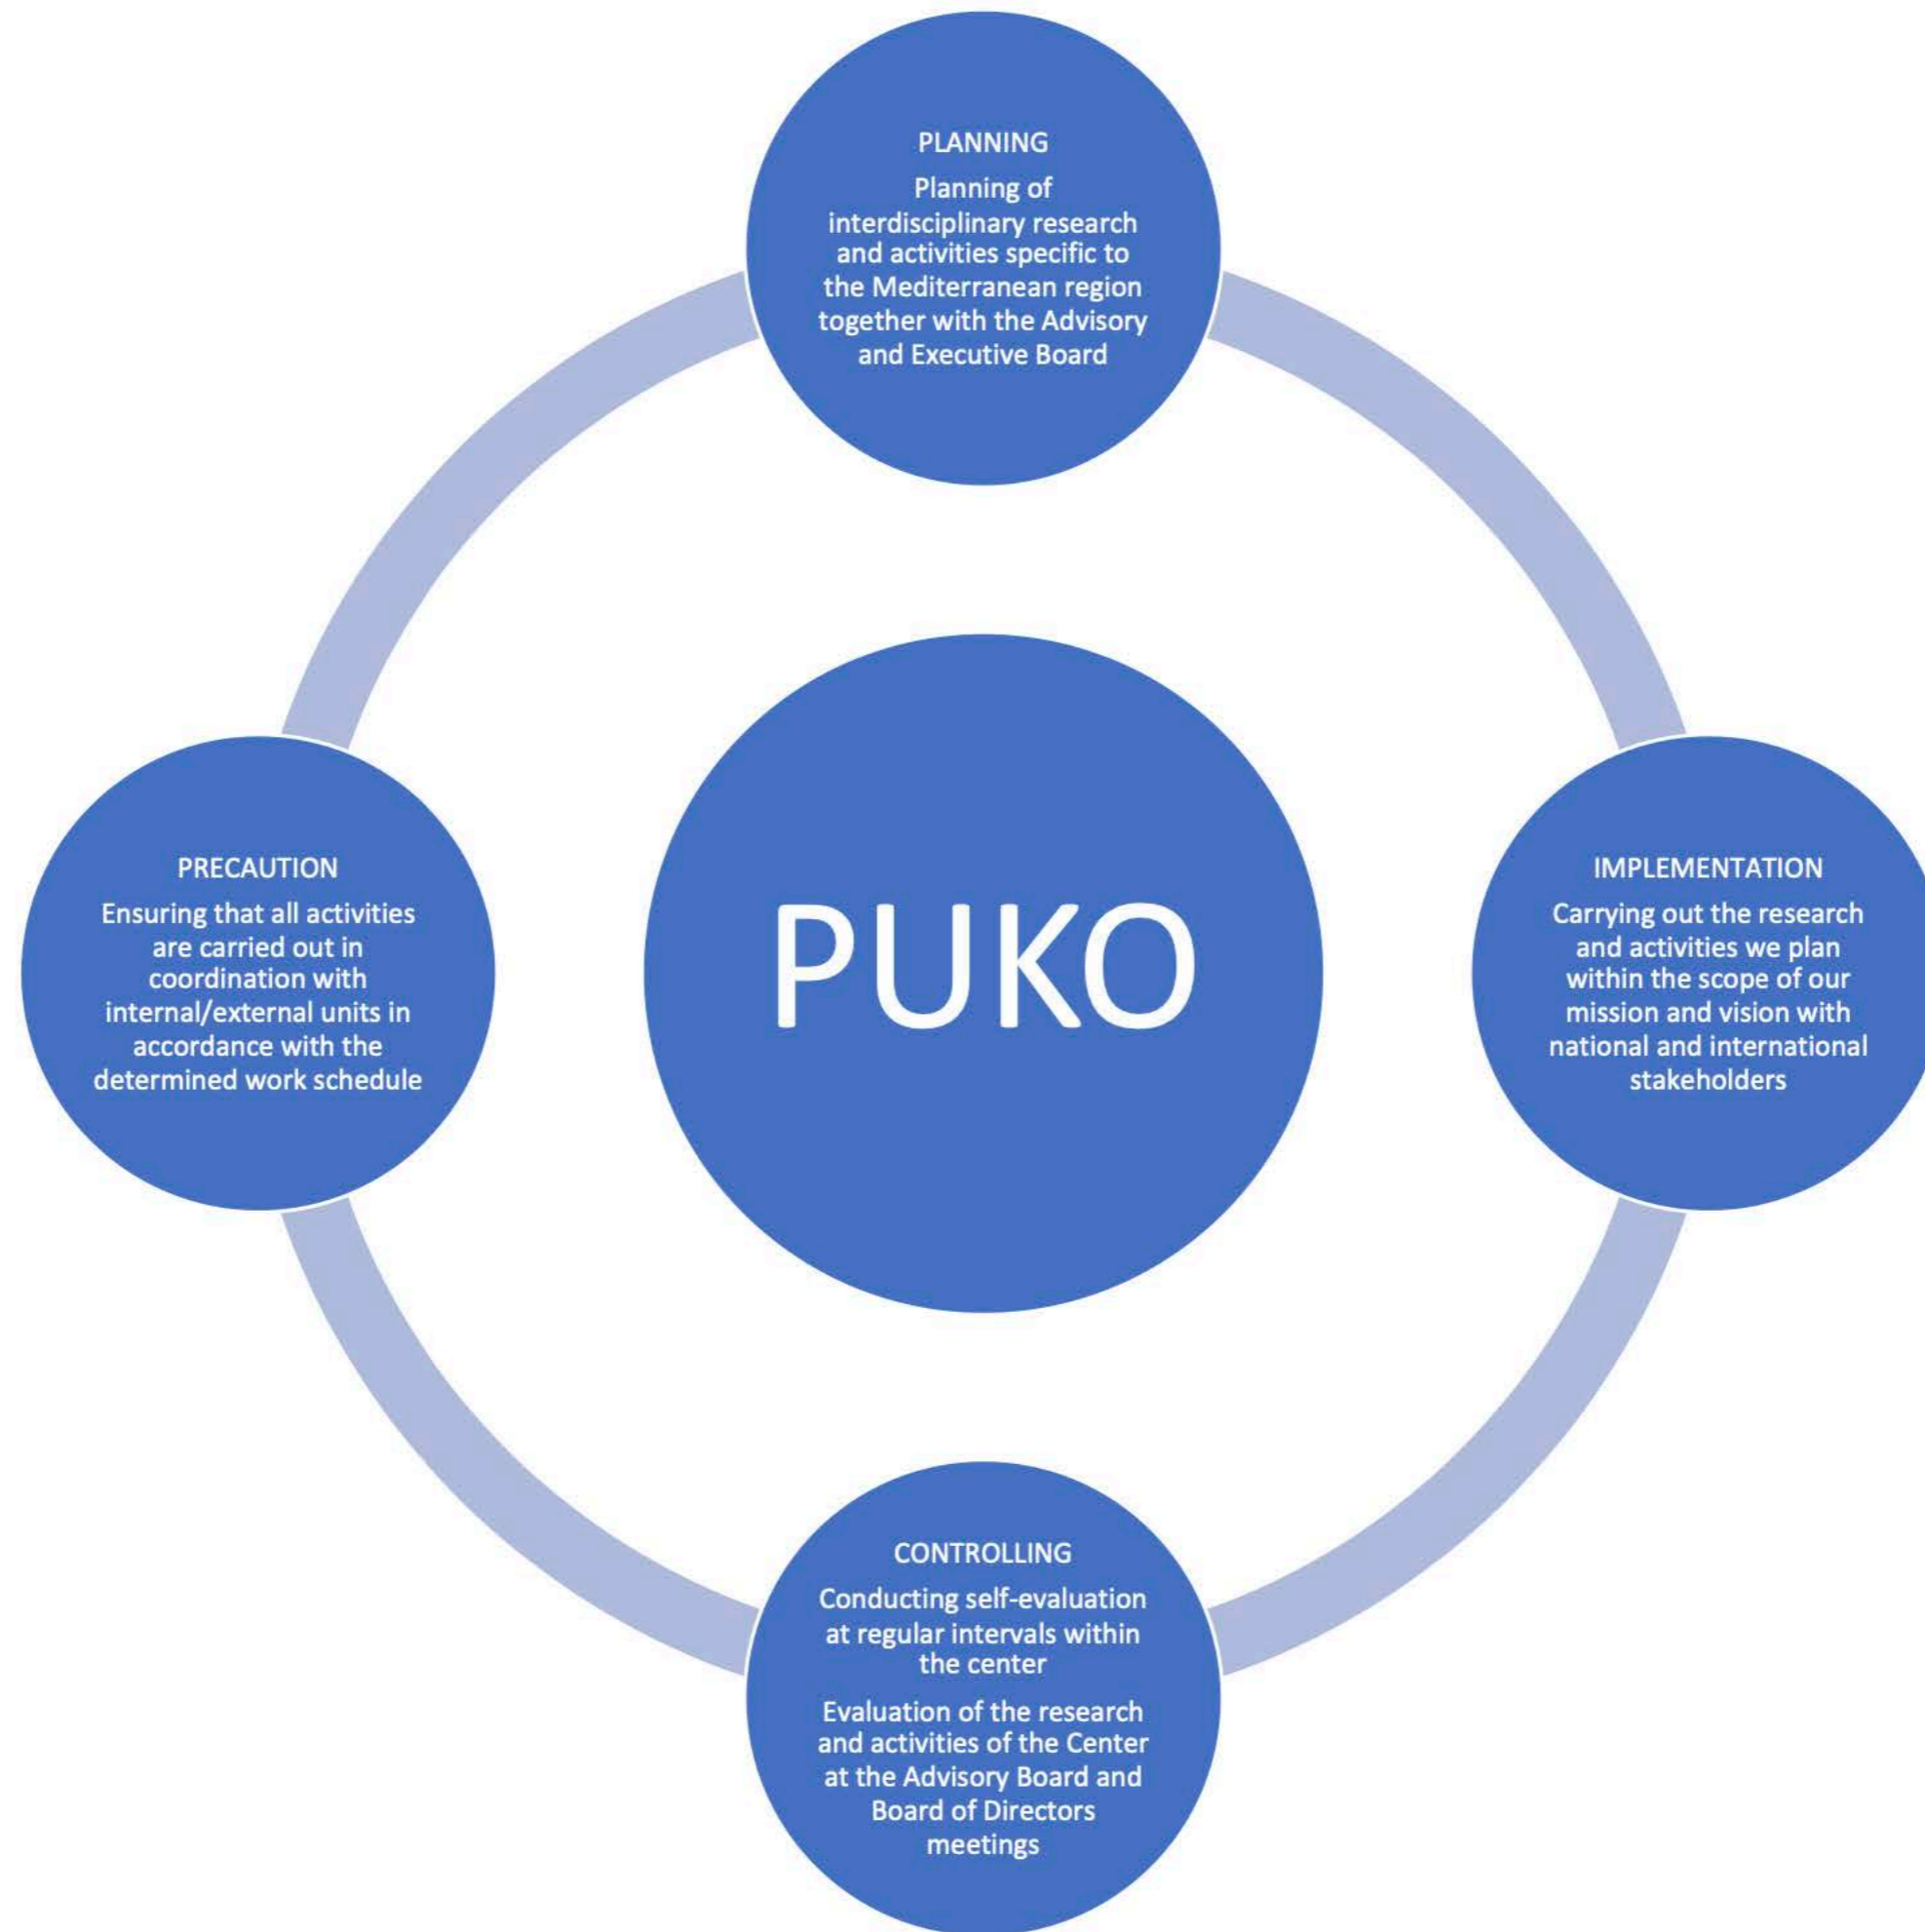 PLANNING
Planning of
interdisciplinary research
and activities specific to
the Mediterranean region
together with the Advisory
and Executive Board
PRECAUTION
Ensuring that all activities
are carried out in
coordination with
internal/external units in
accordance with the
determined work schedule
PUKO
IMPLEMENTATION
Carrying out the research
and activities we plan
within the scope of our
mission and vision with
national and international
stakeholders
CONTROLLING
Conducting self-evaluation
at regular intervals within
the center
Evaluation of the research
and activities of the Center
at the Advisory Board and
Board of Directors
meetings